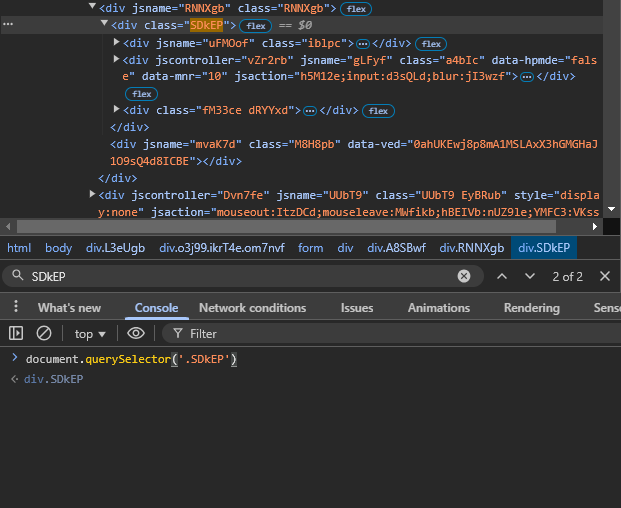 <div jsname="RNNXgb" class="RNNXgb"> flex
··· <div class="SDkEP"> flex == $0
<div jsname="uFMOof" class="iblpc"> ··· </div> flex
<div jscontroller="vZr2rb" jsname="gLFyf" class="a4bIc" data-hpmde="fals
e" data-mnr="10" jsaction="h5M12e;input:d3sQLd;blur:jI3wzf"> ··· </div>
flex
<div class="fM33ce dRYYxd"> ··· </div> flex
</div>
<div jsname="mvaK7d" class="M8H8pb" data-ved="0ahUKEwj8p8mA1MSLAxX3hGMGHaJ
1O9sQ4d8ICBE"></div>
</div>
<div jscontroller="Dvn7fe" jsname="UUbT9" class="UUbT9 EyBRub" style="displa
y:none" jsaction="mouseout:ItzDCd;mouseleave:MWfikb;hBEIVb:nUZ9le;YMFC3:VKss
html body div.L3eUgb div.o3j99.ikrT4e.om7nvf form div div.A8SBwf div.RNNXgb div.SDkEP
SDkEP 2 of 2
What's new Console Network conditions Issues Animations Rendering Sens
top Filter
document.querySelector('.SDkEP')
div.SDkEP